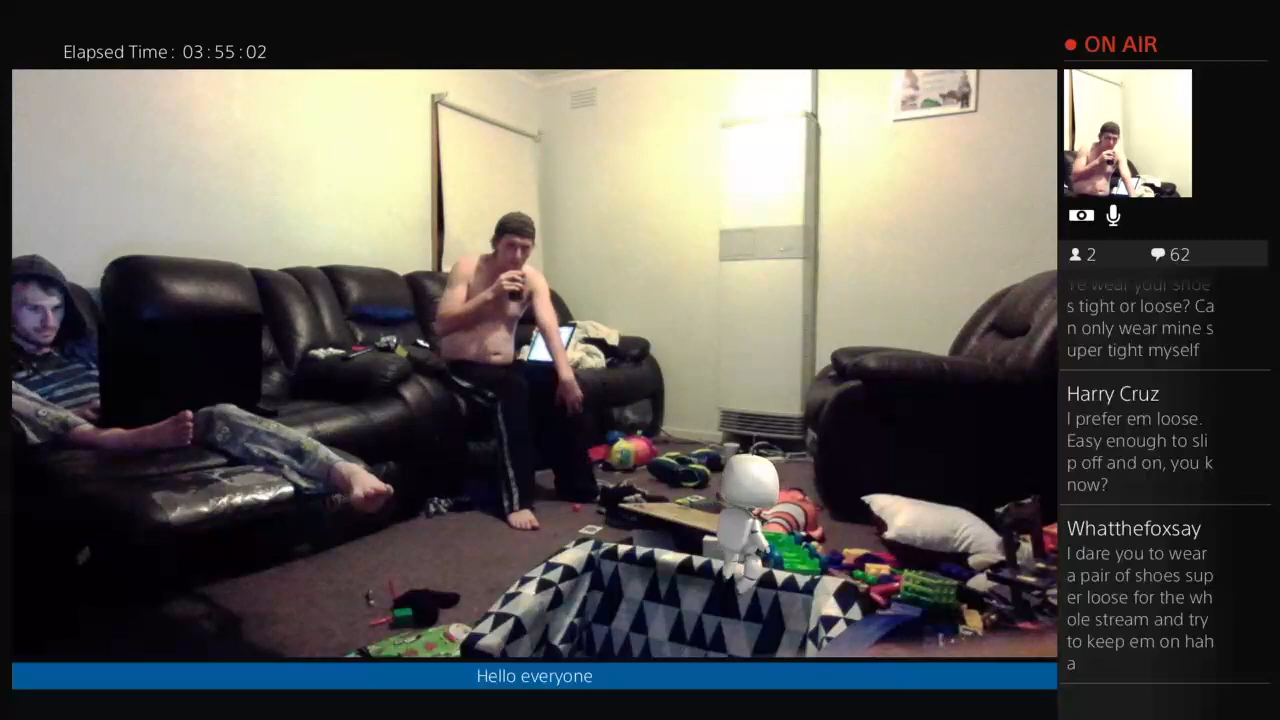 Elapsed Time: 03:55:02
ON AIR
2
62
s tight or loose? Ca
n only wear mine s
uper tight myself
Harry Cruz
I prefer em loose.
Easy enough to sli
p off and on, you k
now?
Whatthefoxsay
I dare you to wear
a pair of shoes sup
er loose for the wh
ole stream and try
to keep em on hah
a
Hello everyone